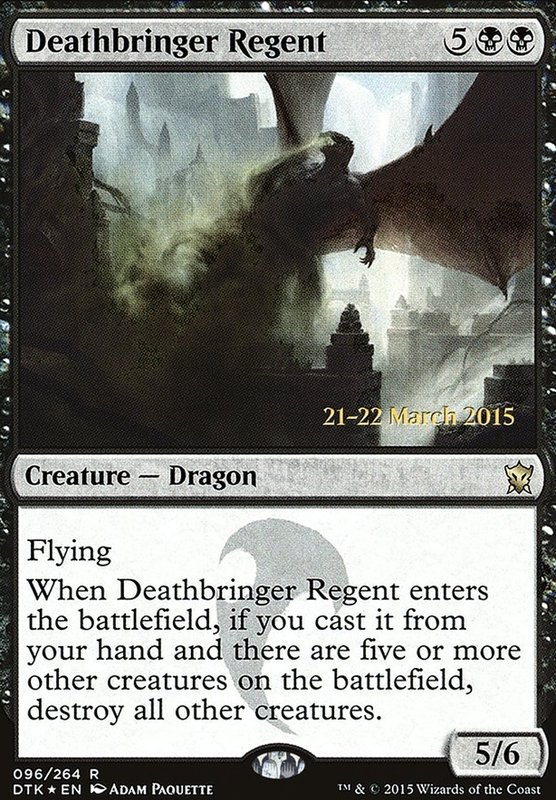 Deathbringer Regent 5
21–22 March 2015
Creature — Dragon
Flying
When Deathbringer Regent enters
the battlefield, if you cast it from
your hand and there are five or more
other creatures on the battlefield,
destroy all other creatures.
5/6
096/264 R
DTK ★ EN Adam Paquette ™ & © 2015 Wizards of the Coast